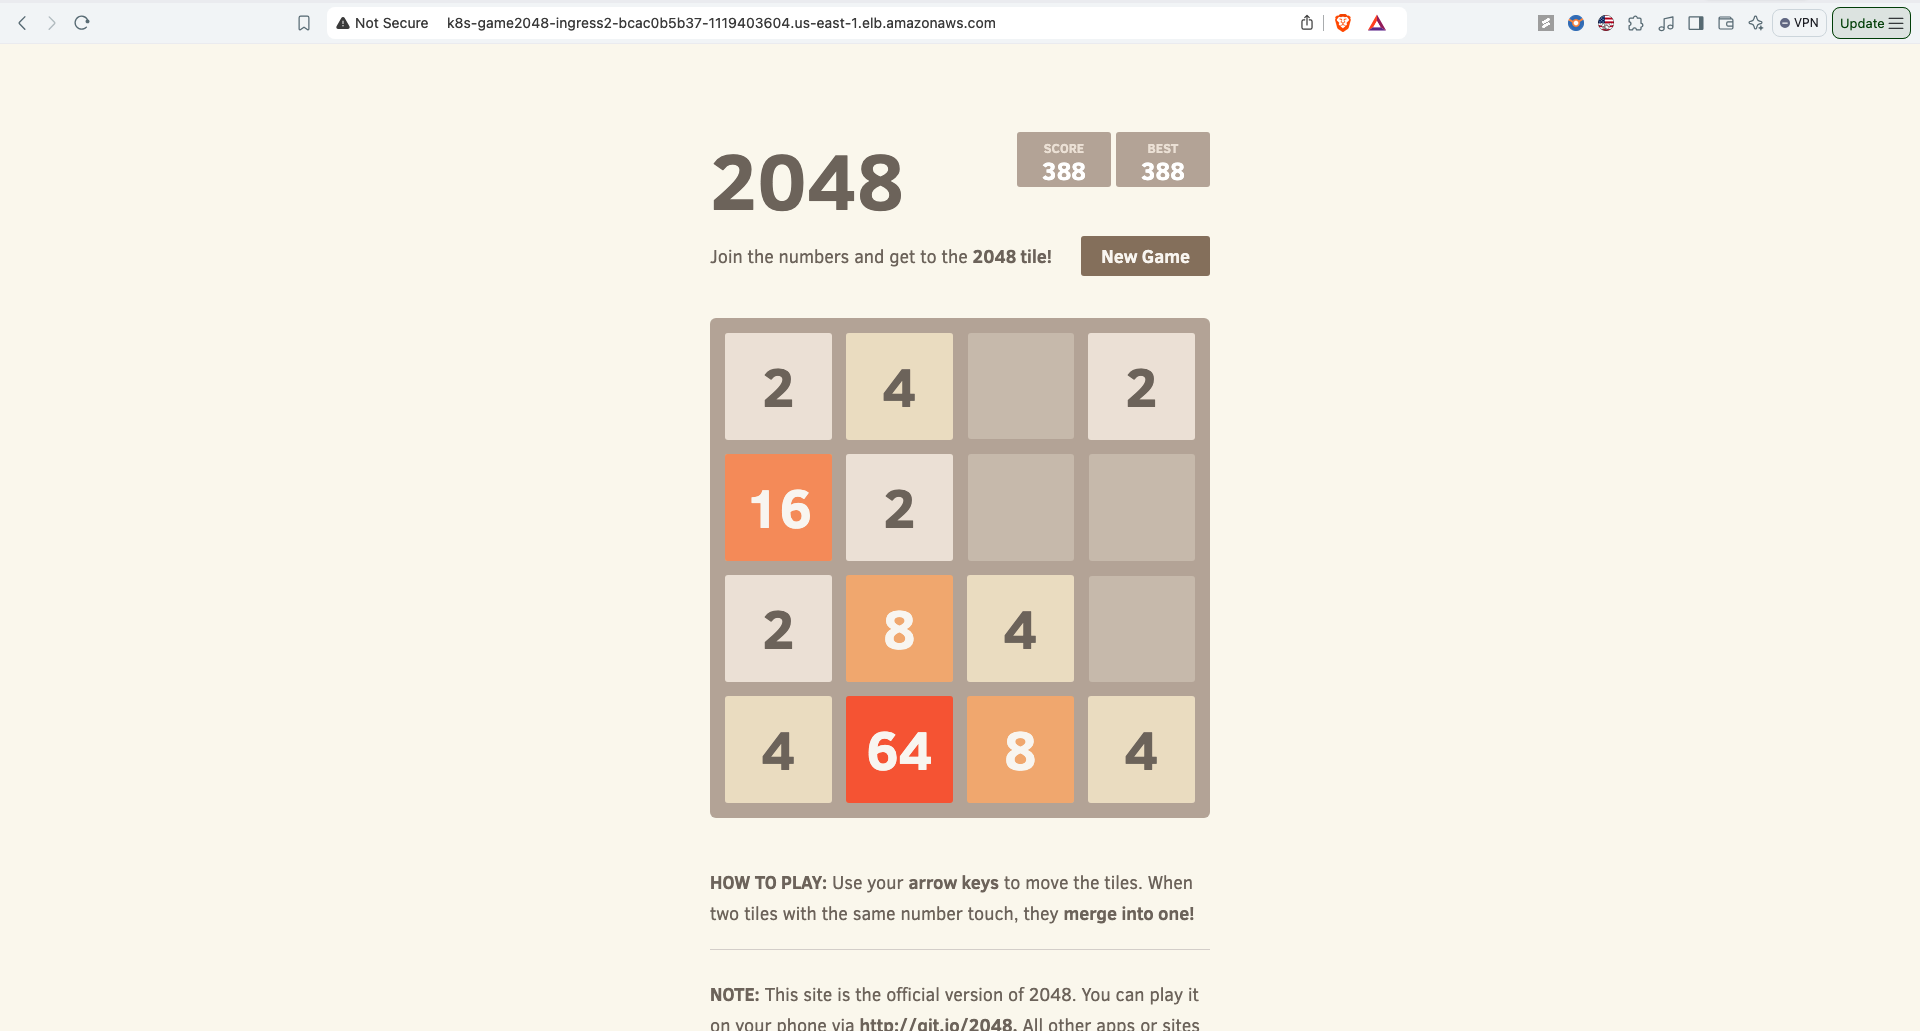 Not Secure k8s-game2048-ingress2-bcac0b5b37-1119403604.us-east-1.elb.amazonaws.com VPN Update
2048
SCORE BEST
388 388
Join the numbers and get to the 2048 tile! New Game
2 4 2
16 2
2 8 4
4 64 8 4
HOW TO PLAY: Use your arrow keys to move the tiles. When
two tiles with the same number touch, they merge into one!
NOTE: This site is the official version of 2048. You can play it
on your phone via http://git.io/2048. All other apps or sites